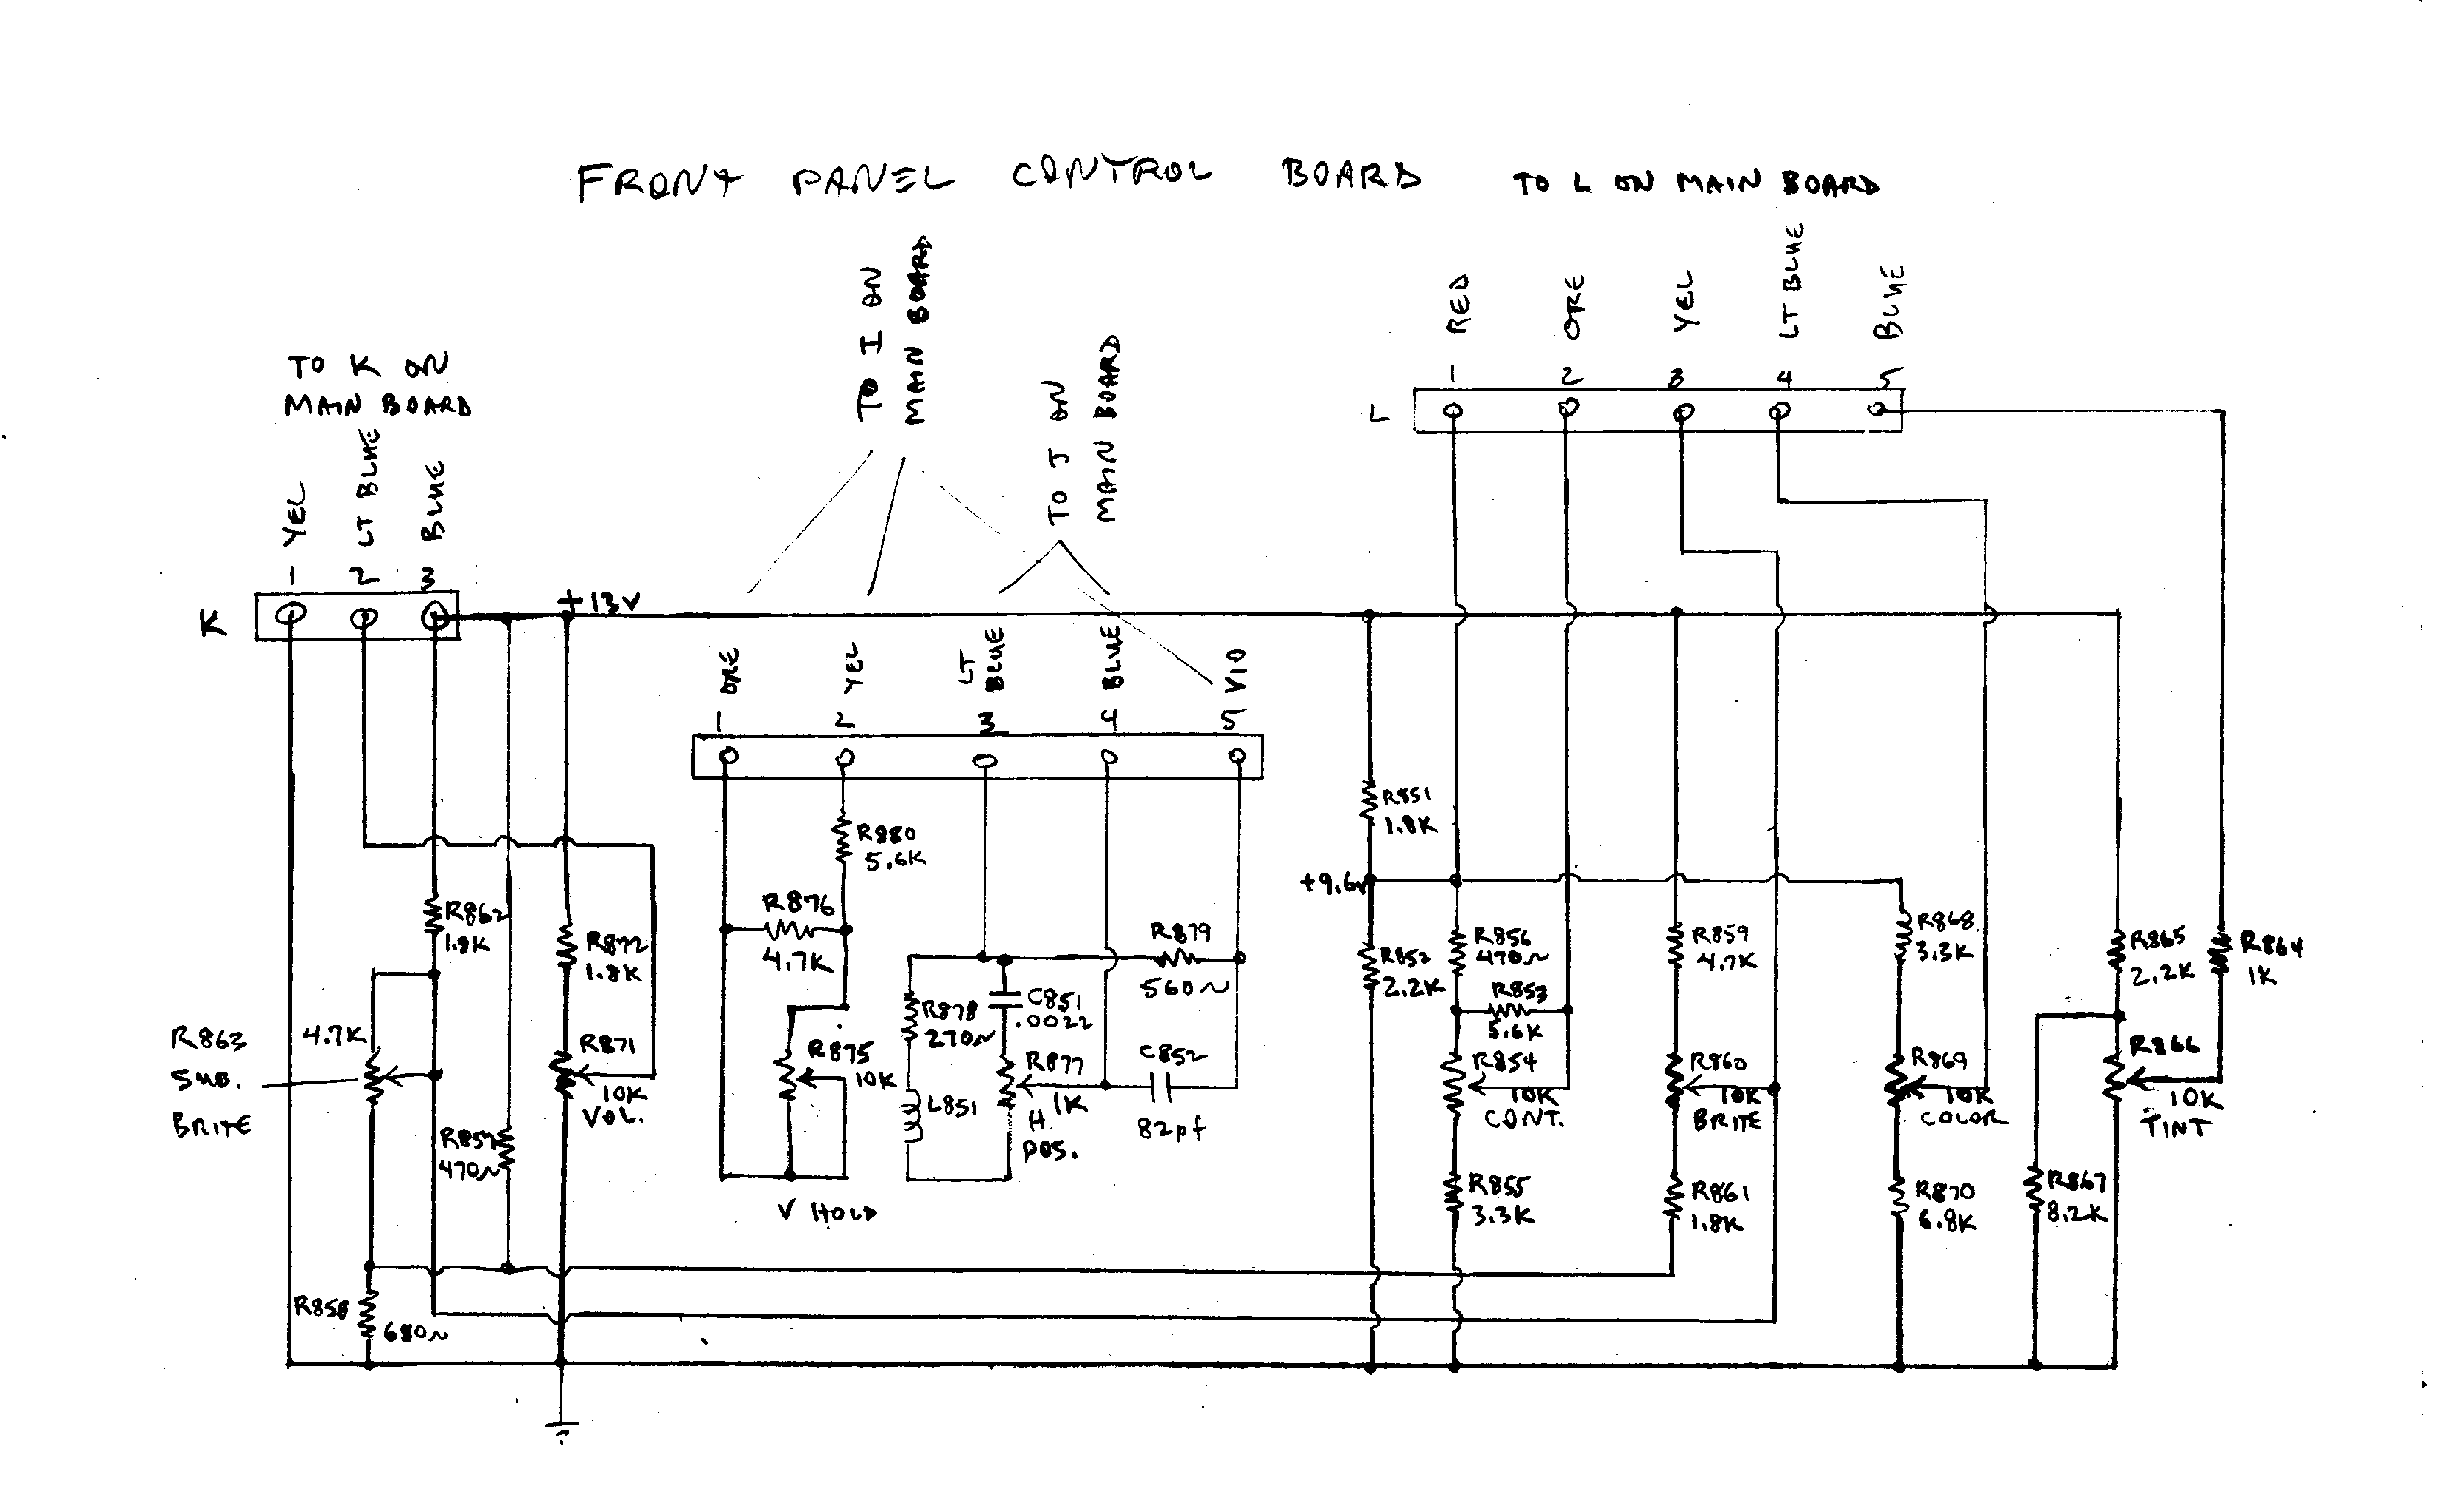 FRONT PANEL CONTROL BOARD
TO L ON MAIN BOARD
TO K ON
MAIN BOARD
TO I ON
MAIN BOARD
TO J ON
MAIN BOARD
RED
ORE
YEL
LT BLUE
BLUE
1 2 3 4 5
L
YEL
LT BLUE
BLUE
1 2 3
K
+13V
ORE
YEL
LT
BLUE
BLUE
VIO
1 2 3 4 5
R851
1.8K
R880
5.6K
+9.6V
R876
4.7K
R862
1.8K
R872
1.8K
R879
560~
R852
2.2K
R856
470~
R859
4.7K
R868
3.3K
R865
2.2K
R864
1K
R853
5.6K
R878
270~
C851
.0022
R863
SUB.
BRITE
4.7K
R871
10K
VOL.
R875
10K
R877
1K
H.
POS.
C852
82pf
R854
10K
CONT.
R860
10K
BRITE
R869
10K
COLOR
R866
10K
TINT
L851
R857
470~
R855
3.3K
R861
1.8K
R870
6.8K
R867
8.2K
V HOLD
R858
680~